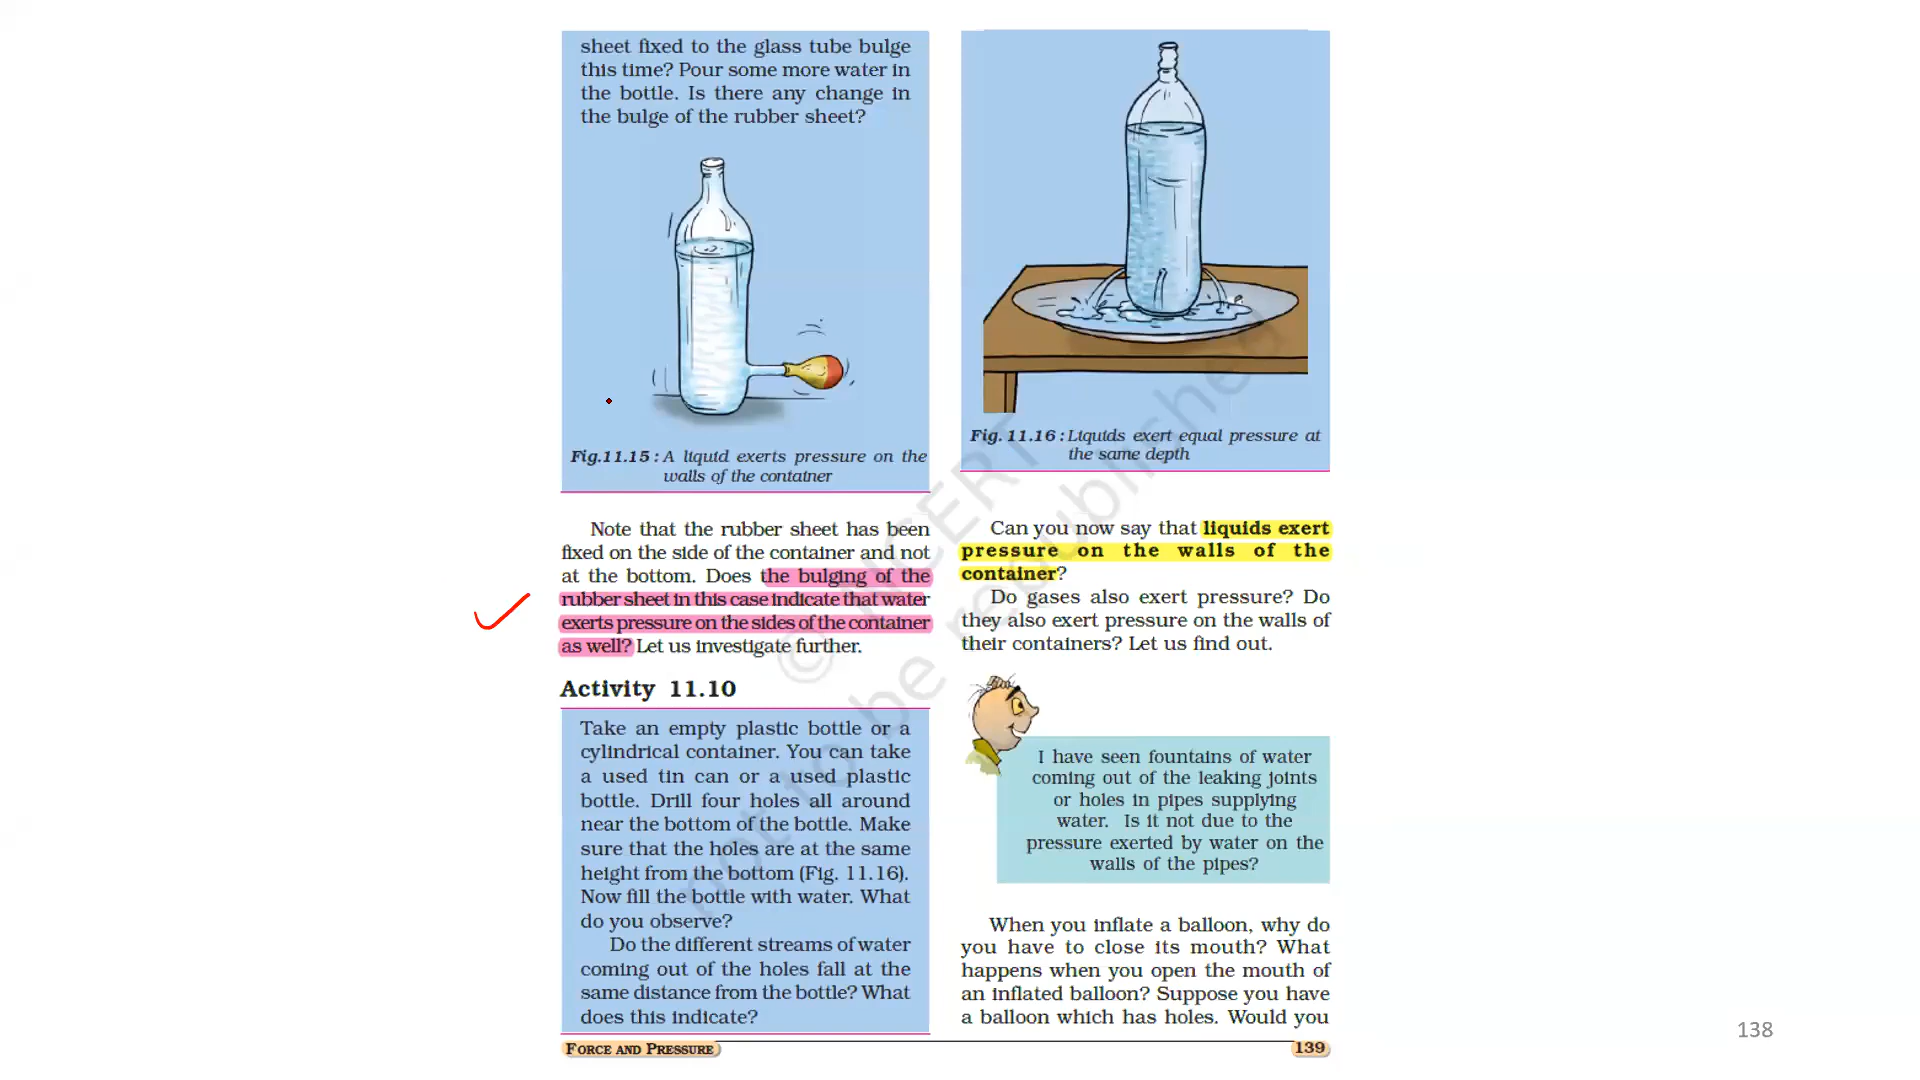 sheet fixed to the glass tube bulge
this time? Pour some more water in
the bottle. Is there any change in
the bulge of the rubber sheet?
Fig.11.15 : A liquid exerts pressure on the
walls of the container
Note that the rubber sheet has been
fixed on the side of the container and not
at the bottom. Does the bulging of the
rubber sheet in this case indicate that water
exerts pressure on the sides of the container
as well? Let us investigate further.
Activity 11.10
Take an empty plastic bottle or a
cylindrical container. You can take
a used tin can or a used plastic
bottle. Drill four holes all around
near the bottom of the bottle. Make
sure that the holes are at the same
height from the bottom (Fig. 11.16).
Now fill the bottle with water. What
do you observe?
Do the different streams of water
coming out of the holes fall at the
same distance from the bottle? What
does this indicate?
Fig. 11.16 : Liquids exert equal pressure at
the same depth
Can you now say that liquids exert
pressure on the walls of the
container?
Do gases also exert pressure? Do
they also exert pressure on the walls of
their containers? Let us find out.
I have seen fountains of water
coming out of the leaking joints
or holes in pipes supplying
water. Is it not due to the
pressure exerted by water on the
walls of the pipes?
When you inflate a balloon, why do
you have to close its mouth? What
happens when you open the mouth of
an inflated balloon? Suppose you have
a balloon which has holes. Would you
© NCERT
not to be republished
FORCE AND PRESSURE
139
138